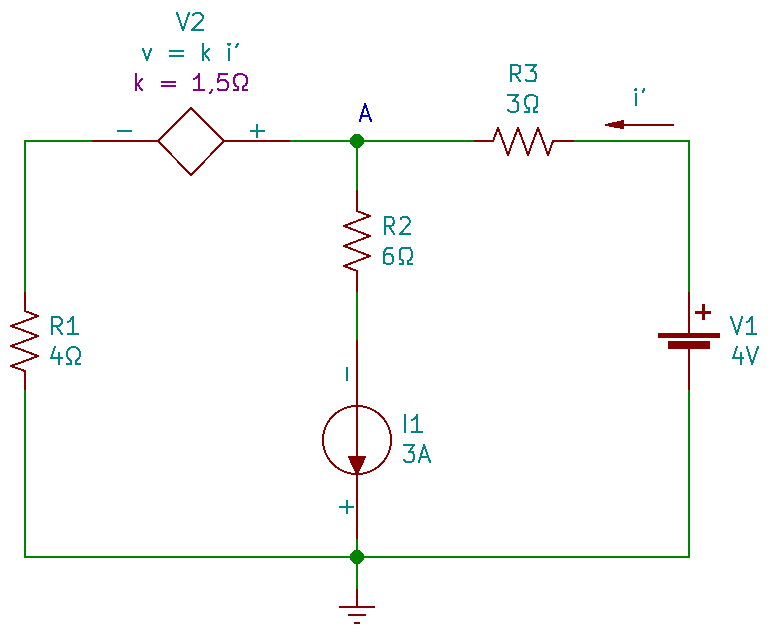 V2
v = k i'
k = 1,5Ω
A
R3
3Ω
i'
−
+
R2
6Ω
R1
4Ω
+
V1
4V
−
I1
3A
+